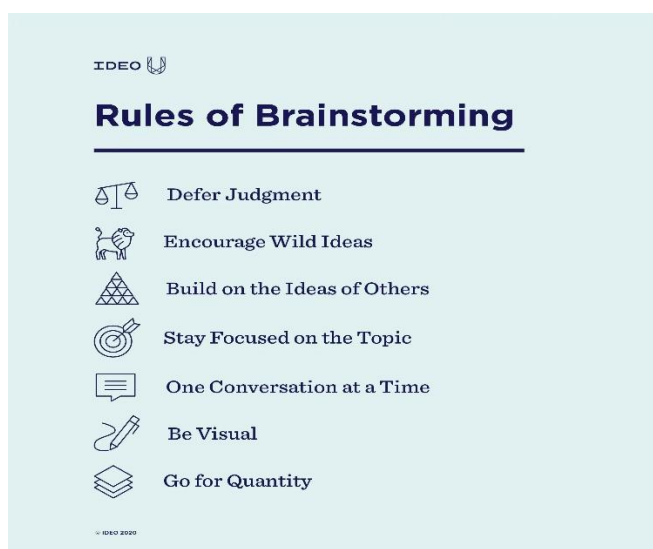 IDEO U
Rules of Brainstorming
Defer Judgment
Encourage Wild Ideas
Build on the Ideas of Others
Stay Focused on the Topic
One Conversation at a Time
Be Visual
Go for Quantity
© IDEO 2020